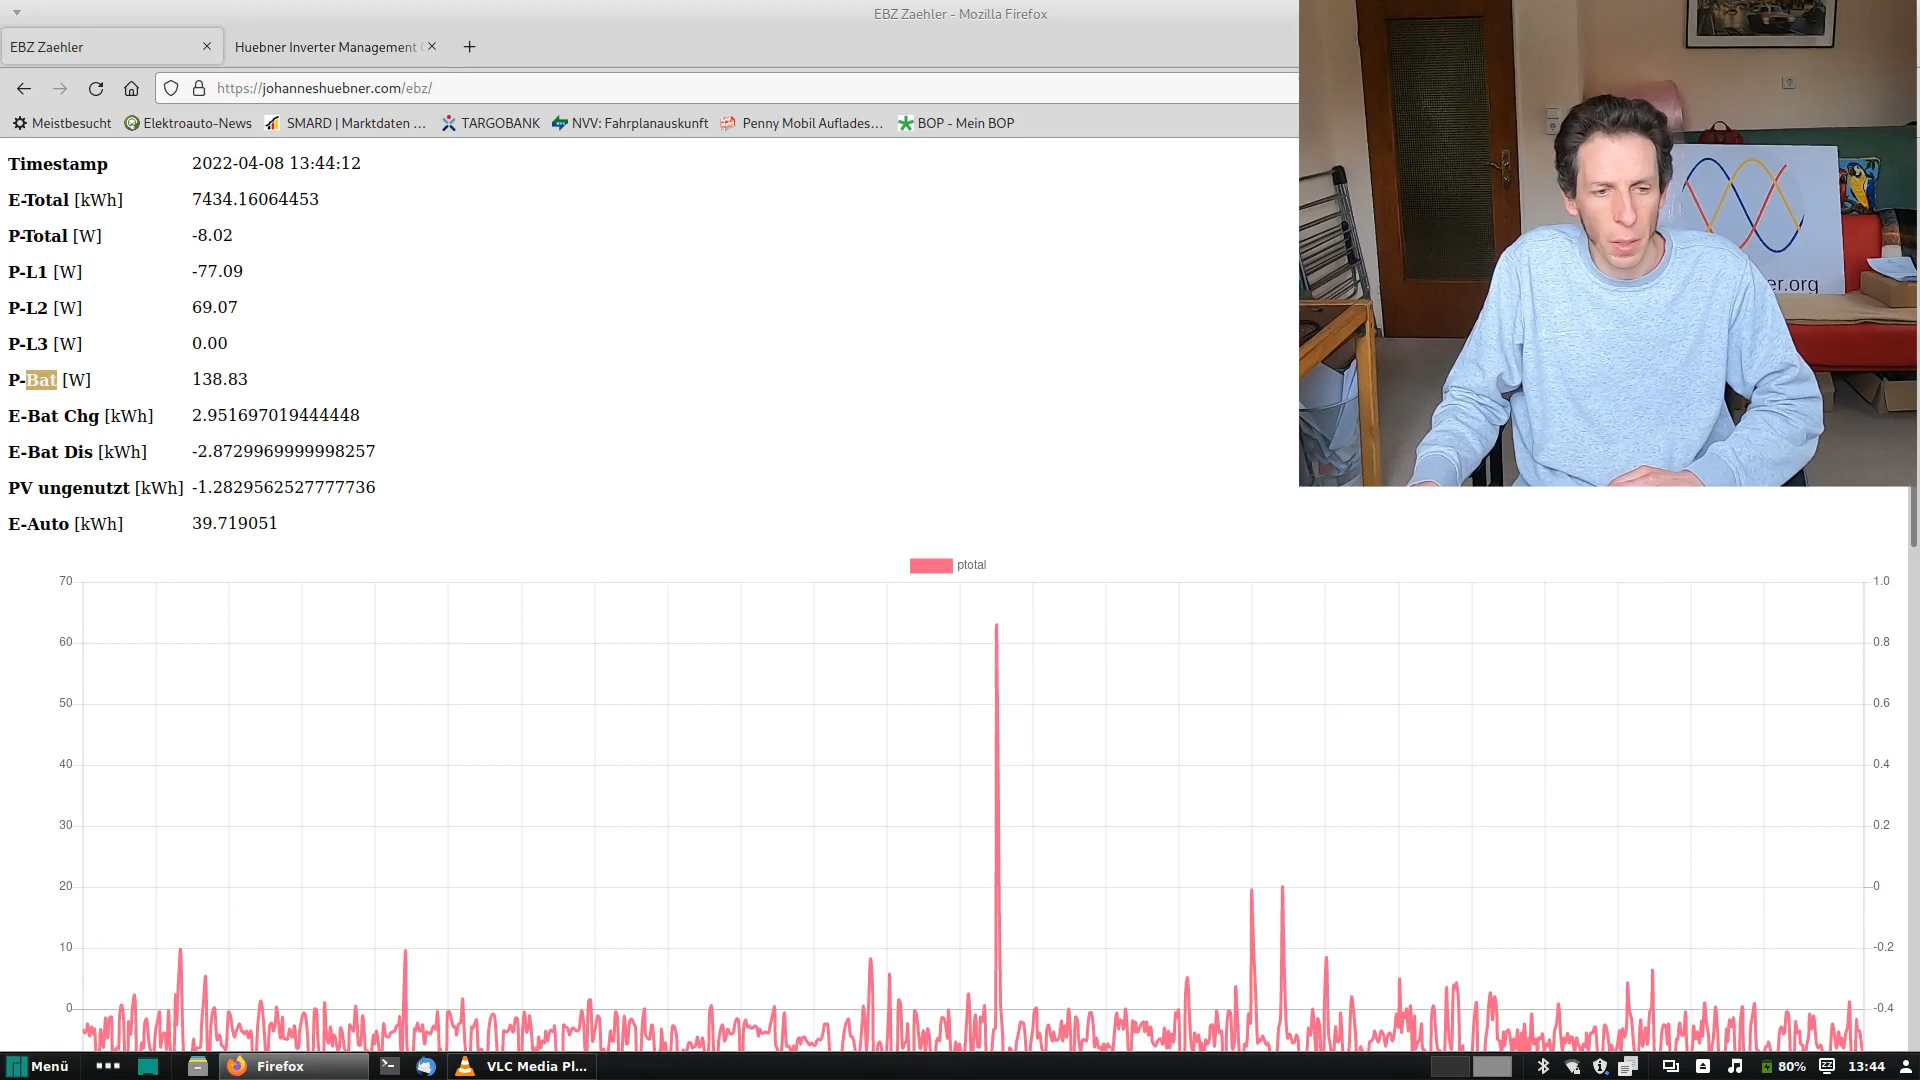 EBZ Zaehler - Mozilla Firefox
EBZ Zaehler
Huebner Inverter Management
https://johanneshuebner.com/ebz/
Meistbesucht
Elektroauto-News
SMARD | Marktdaten ...
TARGOBANK
NVV: Fahrplanauskunft
Penny Mobil Auflades...
BOP - Mein BOP
Timestamp 2022-04-08 13:44:12
E-Total [kWh] 7434.16064453
P-Total [W] -8.02
P-L1 [W] -77.09
P-L2 [W] 69.07
P-L3 [W] 0.00
P-Bat [W] 138.83
E-Bat Chg [kWh] 2.951697019444448
E-Bat Dis [kWh] -2.8729969999998257
PV ungenutzt [kWh] -1.2829562527777736
E-Auto [kWh] 39.719051
er.org
ptotal
70 1.0
60 0.8
50 0.6
40 0.4
30 0.2
20 0
10 -0.2
0 -0.4
Menü
Firefox
VLC Media Pl...
80%
13:44